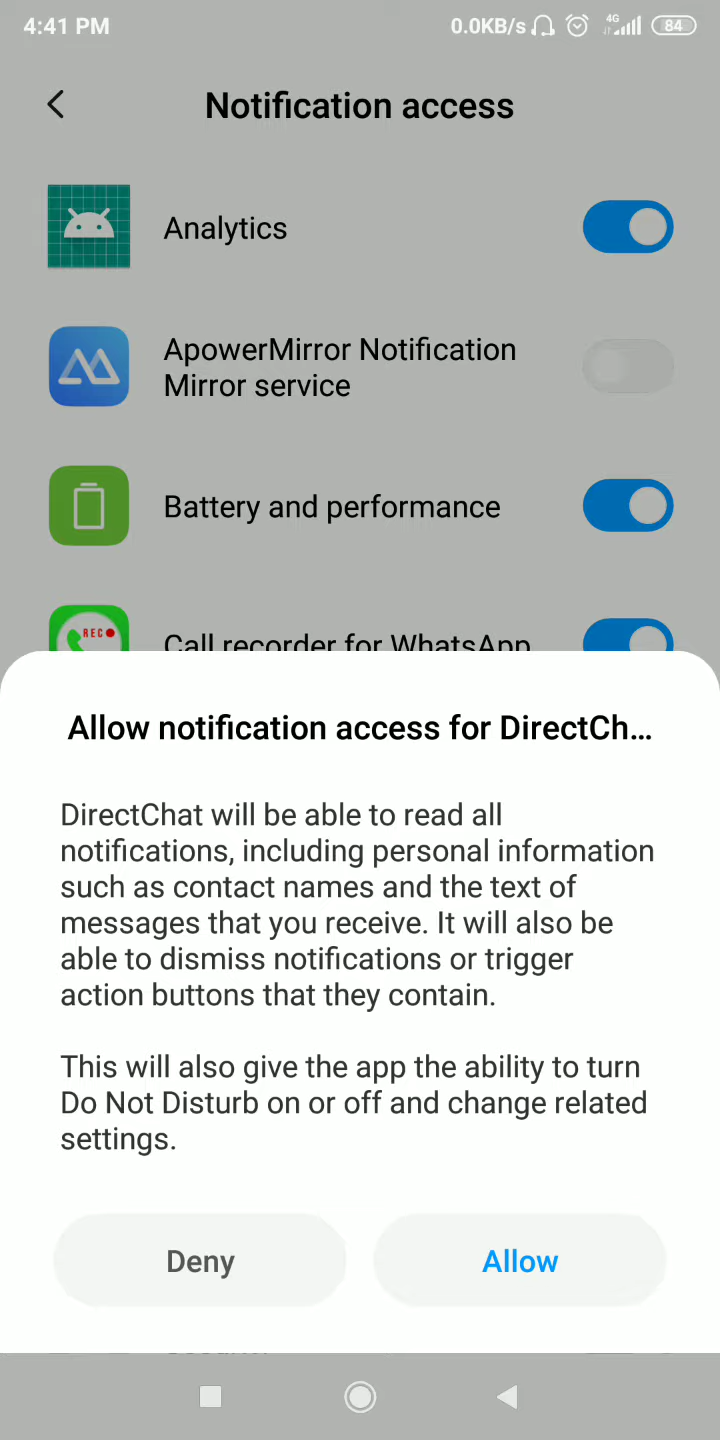 4:41 PM 0.0KB/s 4G 84
Notification access
Analytics
ApowerMirror Notification
Mirror service
Battery and performance
REC
Call recorder for WhatsApp
Allow notification access for DirectCh...
DirectChat will be able to read all
notifications, including personal information
such as contact names and the text of
messages that you receive. It will also be
able to dismiss notifications or trigger
action buttons that they contain.
This will also give the app the ability to turn
Do Not Disturb on or off and change related
settings.
Deny Allow